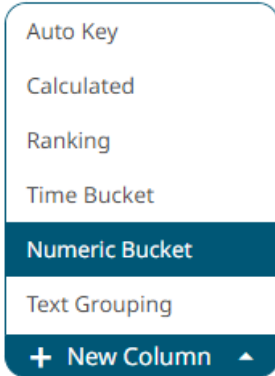 Auto Key
Calculated
Ranking
Time Bucket
Numeric Bucket
Text Grouping
+ New Column